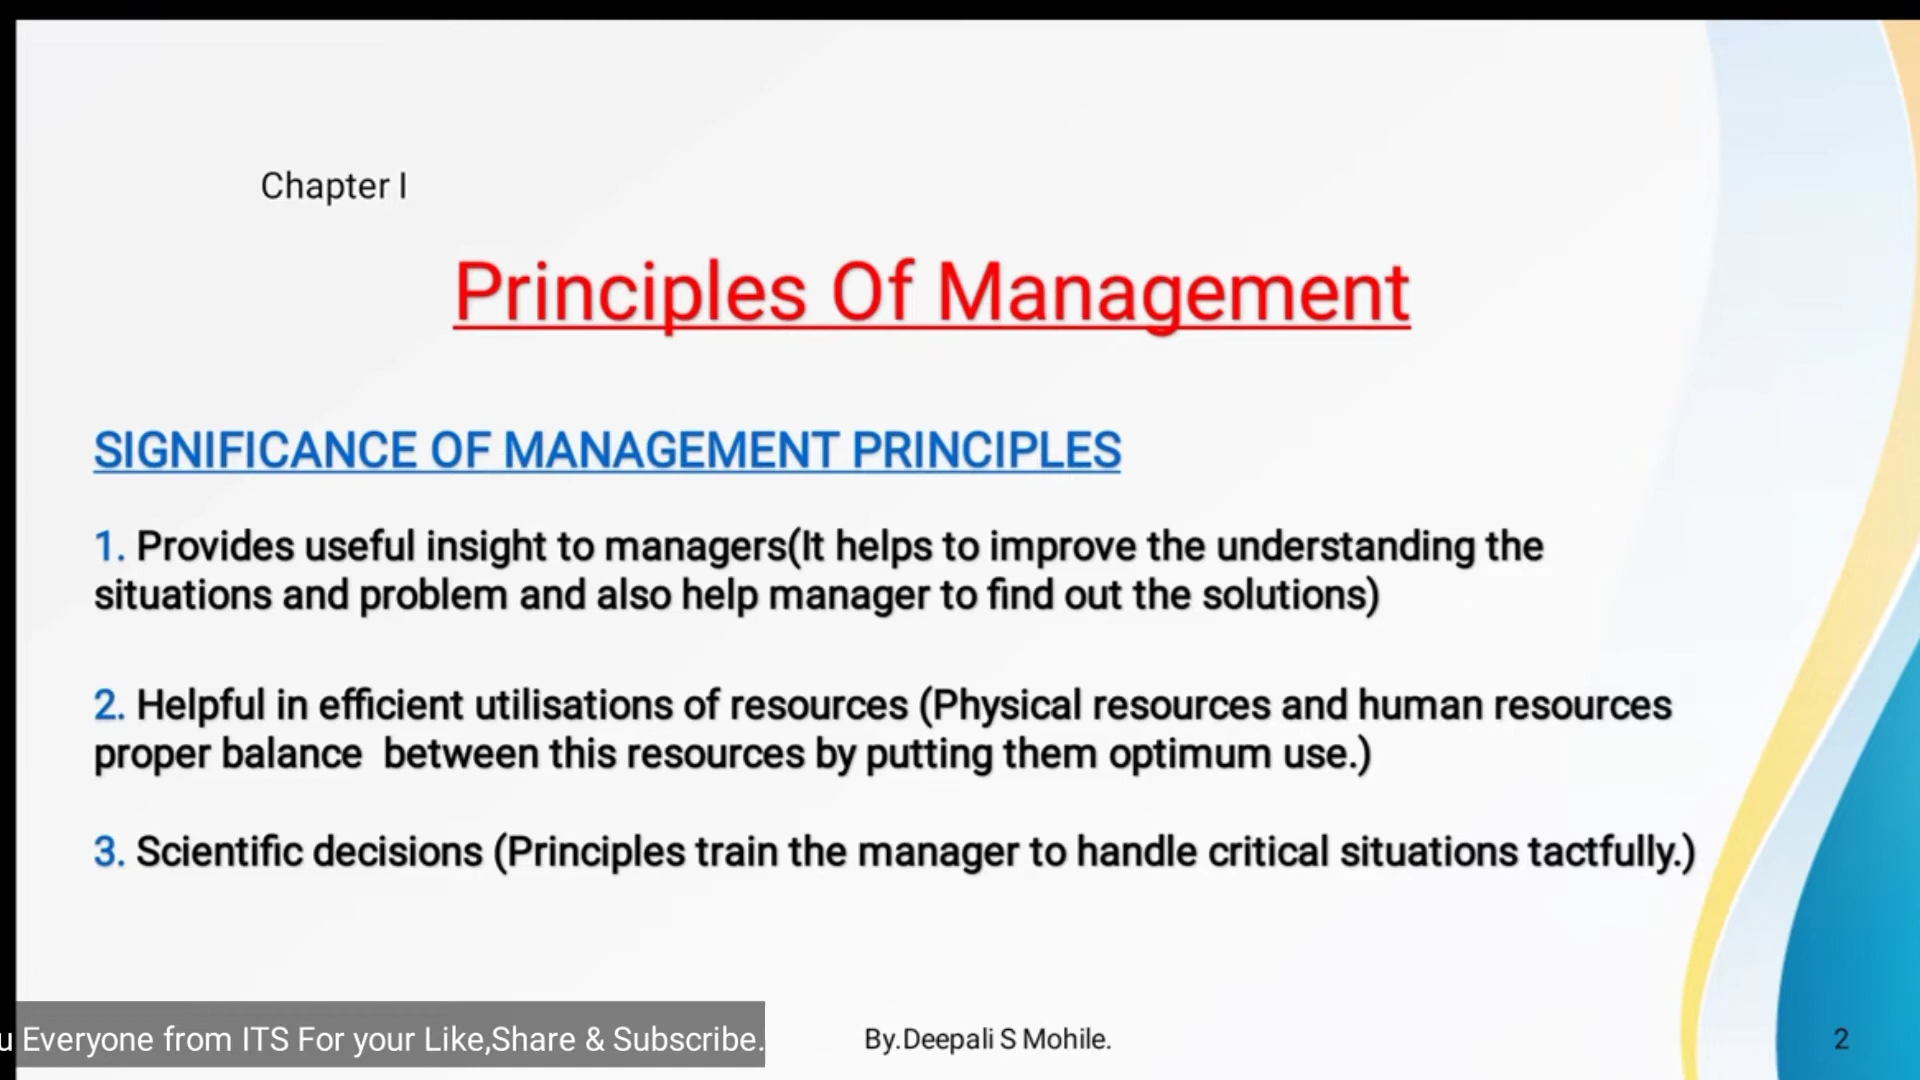 Chapter I
Principles Of Management
SIGNIFICANCE OF MANAGEMENT PRINCIPLES
1. Provides useful insight to managers(It helps to improve the understanding the
situations and problem and also help manager to find out the solutions)
2. Helpful in efficient utilisations of resources (Physical resources and human resources
proper balance  between this resources by putting them optimum use.)
3. Scientific decisions (Principles train the manager to handle critical situations tactfully.)
u Everyone from ITS For your Like,Share & Subscribe.
By.Deepali S Mohile.
2